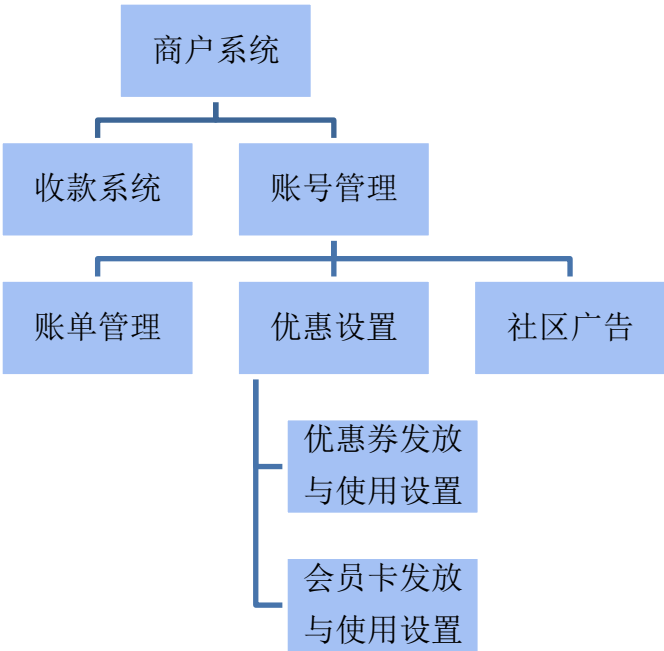 商户系统
收款系统
账号管理
账单管理
优惠设置
社区广告
优惠券发放
与使用设置
会员卡发放
与使用设置